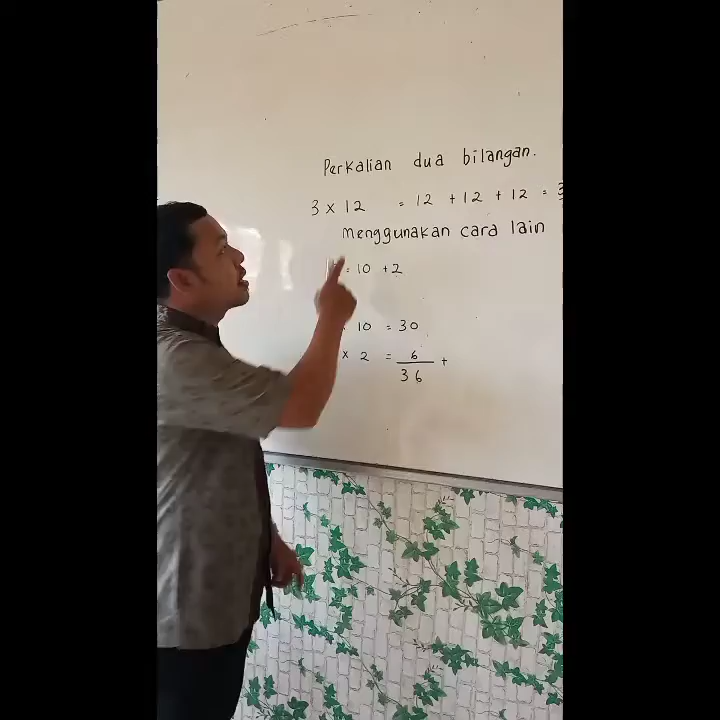 Perkalian dua bilangan.
3 x 12 = 12 + 12 + 12 = 3
menggunakan cara lain
= 10 + 2
10 = 30
x 2 = 6 +
36